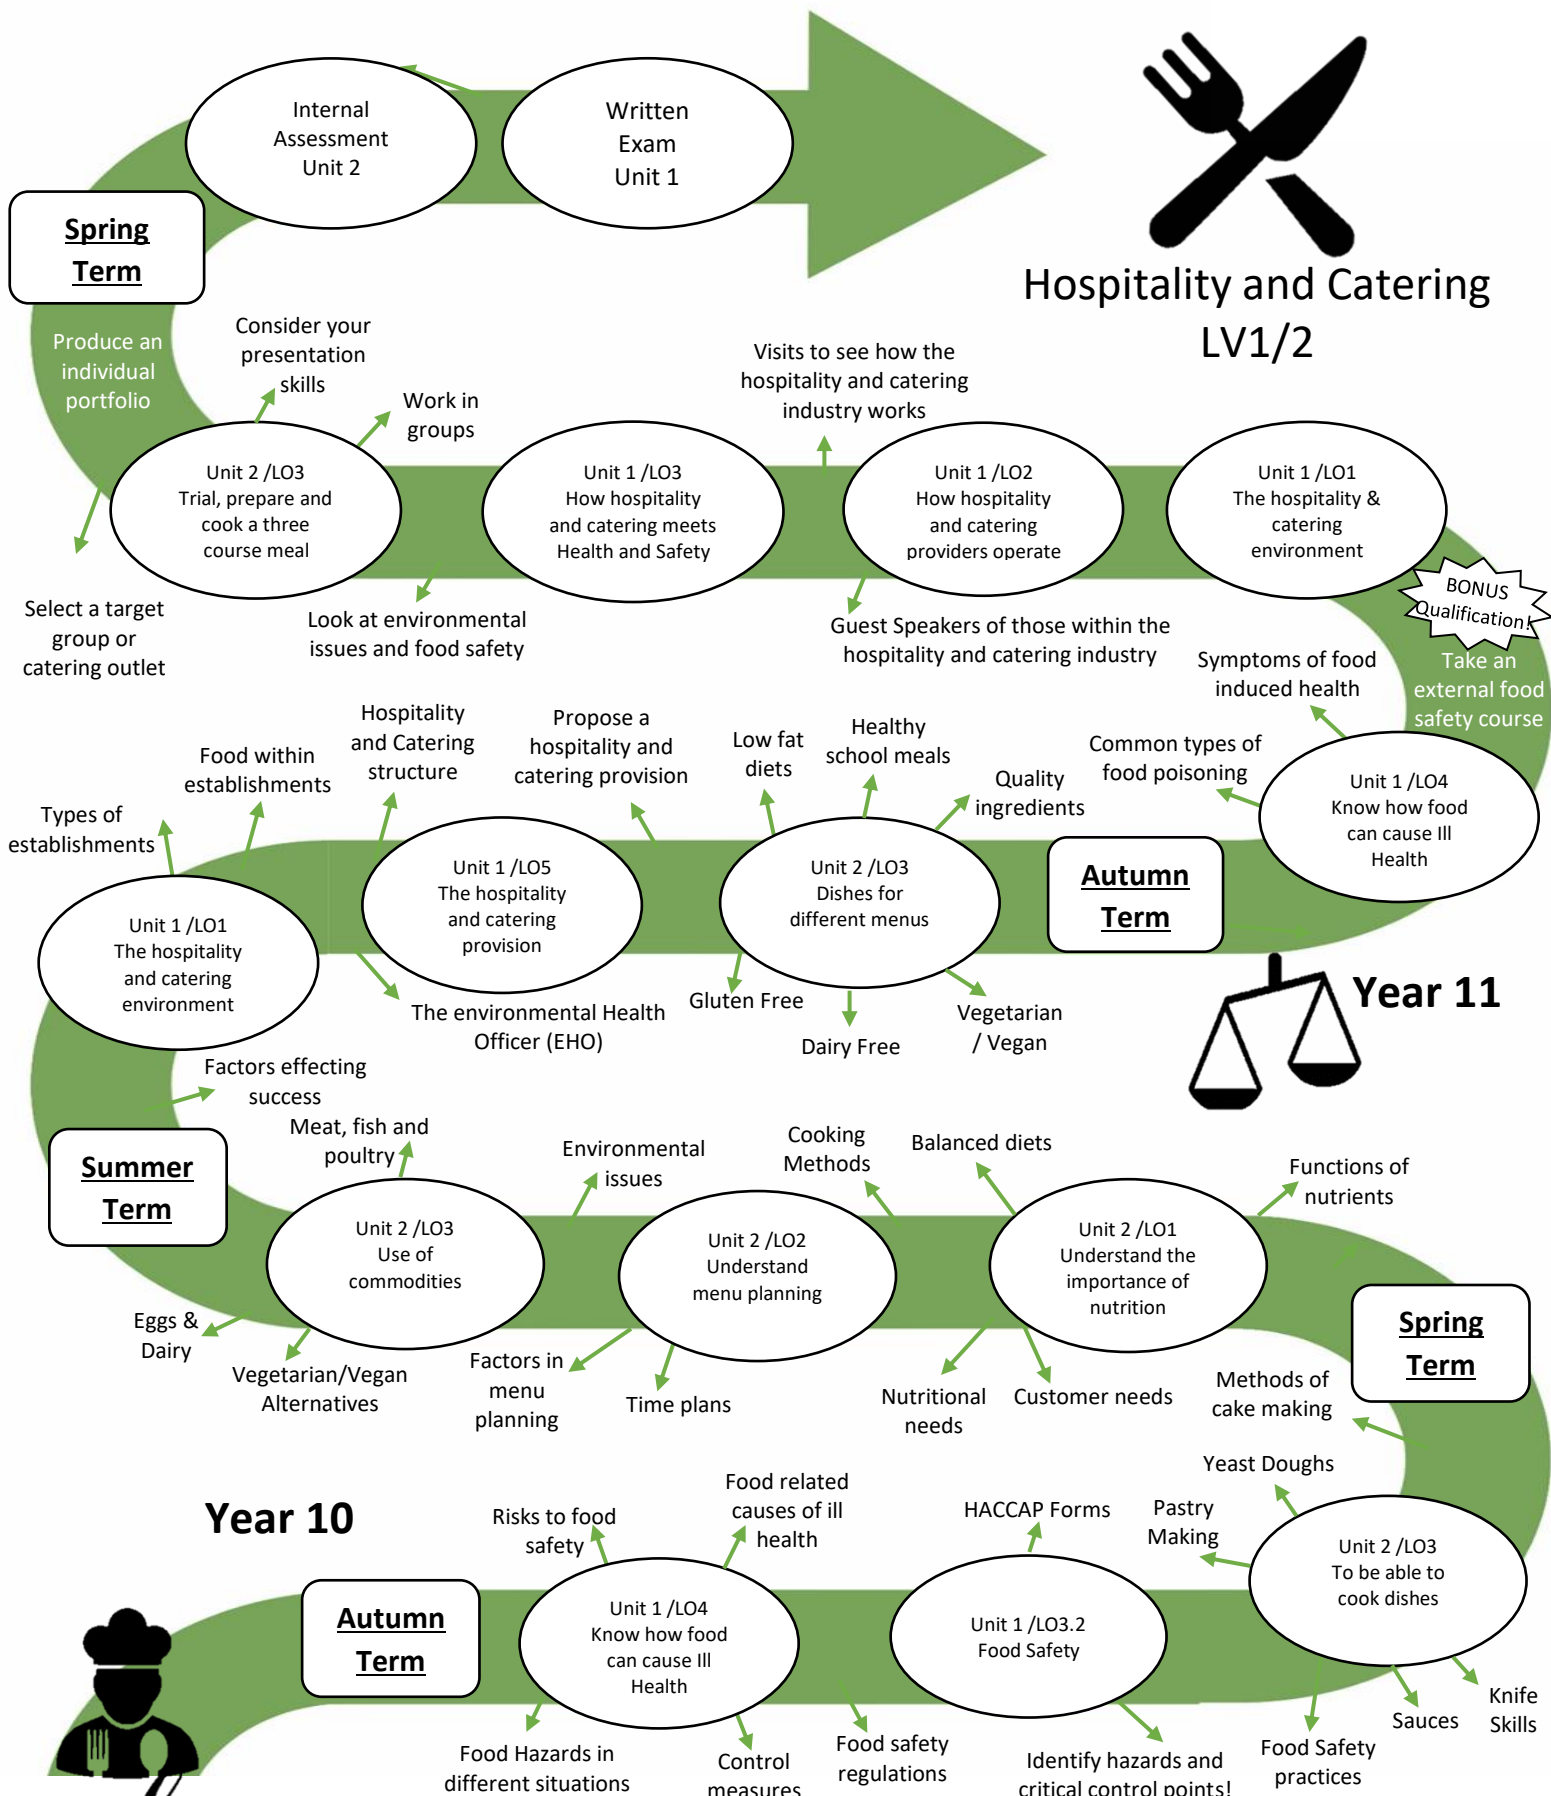 Internal
Assessment
Unit 2
Written
Exam
Unit 1
Spring
Term
Hospitality and Catering
LV1/2
Produce an
individual
portfolio
Consider your
presentation
skills
Work in
groups
Visits to see how the
hospitality and catering
industry works
Unit 2 /LO3
Trial, prepare and
cook a three
course meal
Unit 1 /LO3
How hospitality
and catering meets
Health and Safety
Unit 1 /LO2
How hospitality
and catering
providers operate
Unit 1 /LO1
The hospitality &
catering
environment
BONUS
Qualification!
Select a target
group or
catering outlet
Look at environmental
issues and food safety
Guest Speakers of those within the
hospitality and catering industry
Symptoms of food
induced health
Take an
external food
safety course
Types of
establishments
Food within
establishments
Hospitality
and Catering
structure
Propose a
hospitality and
catering provision
Low fat
diets
Healthy
school meals
Quality
ingredients
Common types of
food poisoning
Unit 1 /LO4
Know how food
can cause Ill
Health
Unit 1 /LO1
The hospitality
and catering
environment
Unit 1 /LO5
The hospitality
and catering
provision
Unit 2 /LO3
Dishes for
different menus
Autumn
Term
The environmental Health
Officer (EHO)
Gluten Free
Dairy Free
Vegetarian
/ Vegan
Year 11
Factors effecting
success
Summer
Term
Meat, fish and
poultry
Environmental
issues
Cooking
Methods
Balanced diets
Functions of
nutrients
Unit 2 /LO3
Use of
commodities
Unit 2 /LO2
Understand
menu planning
Unit 2 /LO1
Understand the
importance of
nutrition
Spring
Term
Eggs &
Dairy
Vegetarian/Vegan
Alternatives
Factors in
menu
planning
Time plans
Nutritional
needs
Customer needs
Methods of
cake making
Year 10
Risks to food
safety
Food related
causes of ill
health
HACCAP Forms
Yeast Doughs
Pastry
Making
Autumn
Term
Unit 1 /LO4
Know how food
can cause Ill
Health
Unit 1 /LO3.2
Food Safety
Unit 2 /LO3
To be able to
cook dishes
Food Hazards in
different situations
Control
measures
Food safety
regulations
Identify hazards and
critical control points!
Food Safety
practices
Sauces
Knife
Skills